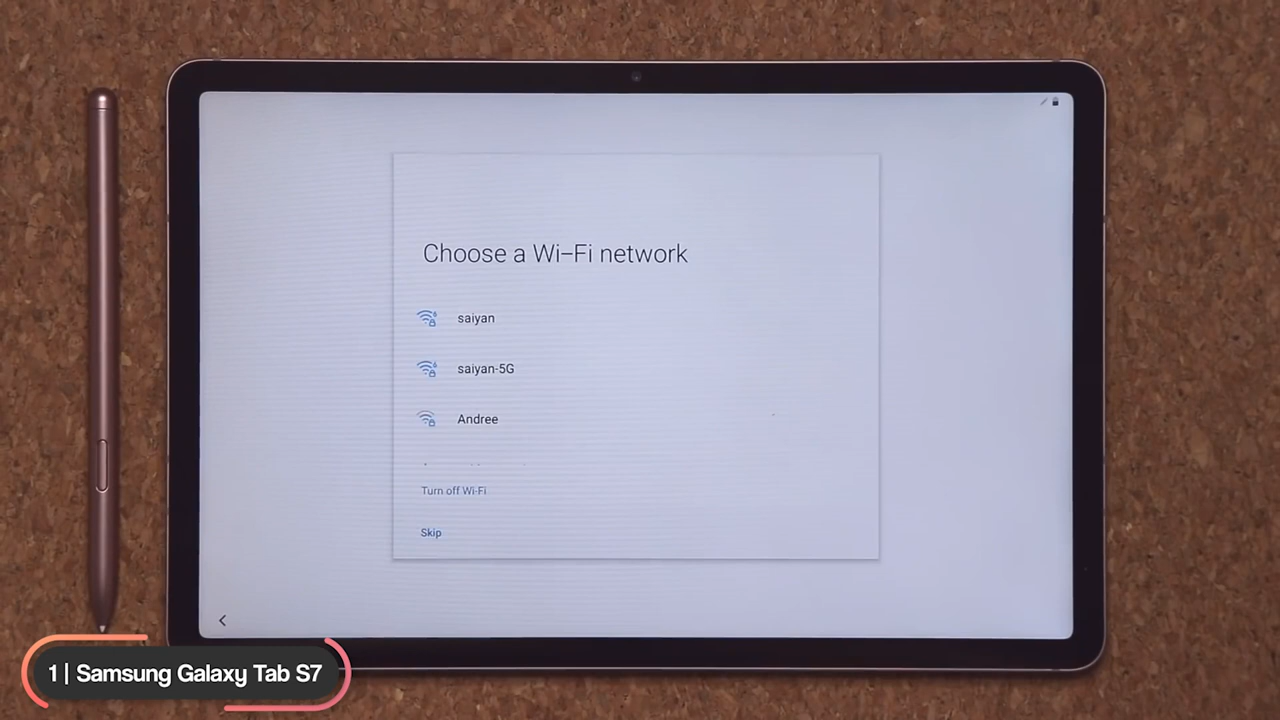 Choose a Wi-Fi network
saiyan
saiyan-5G
Andree
Turn off Wi-Fi
Skip
1 | Samsung Galaxy Tab S7